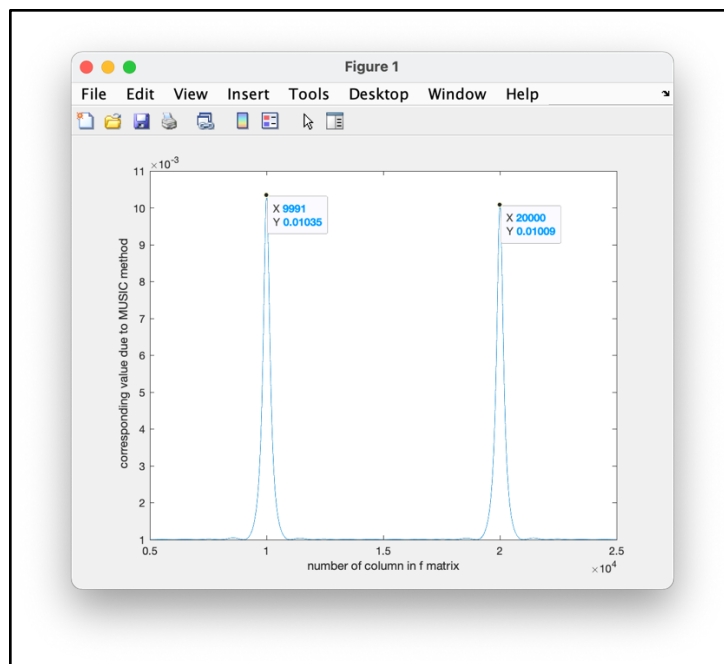 Figure 1
File Edit View Insert Tools Desktop Window Help
×10⁻³
11
10
9
8
7
6
5
4
3
2
1
X 9991
Y 0.01035
X 20000
Y 0.01009
corresponding value due to MUSIC method
0.5 1 1.5 2 2.5
number of column in f matrix
×10⁴